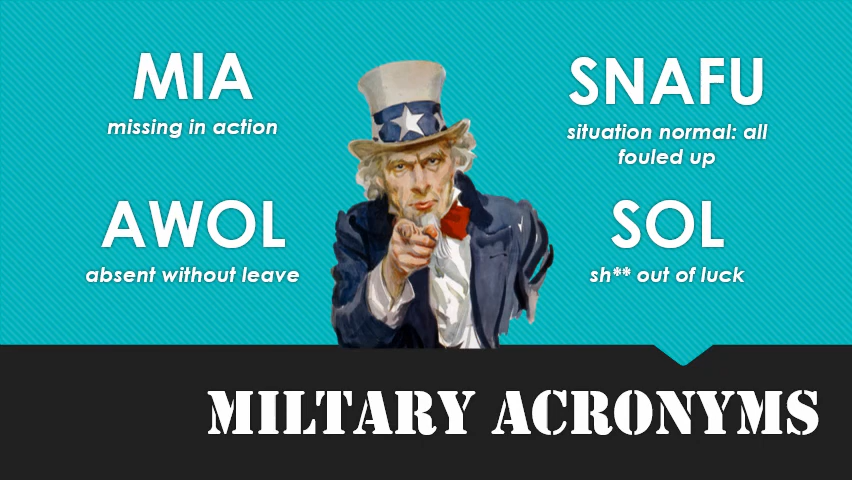 MIA
missing in action
SNAFU
situation normal: all
fouled up
AWOL
absent without leave
SOL
sh** out of luck
MILTARY ACRONYMS